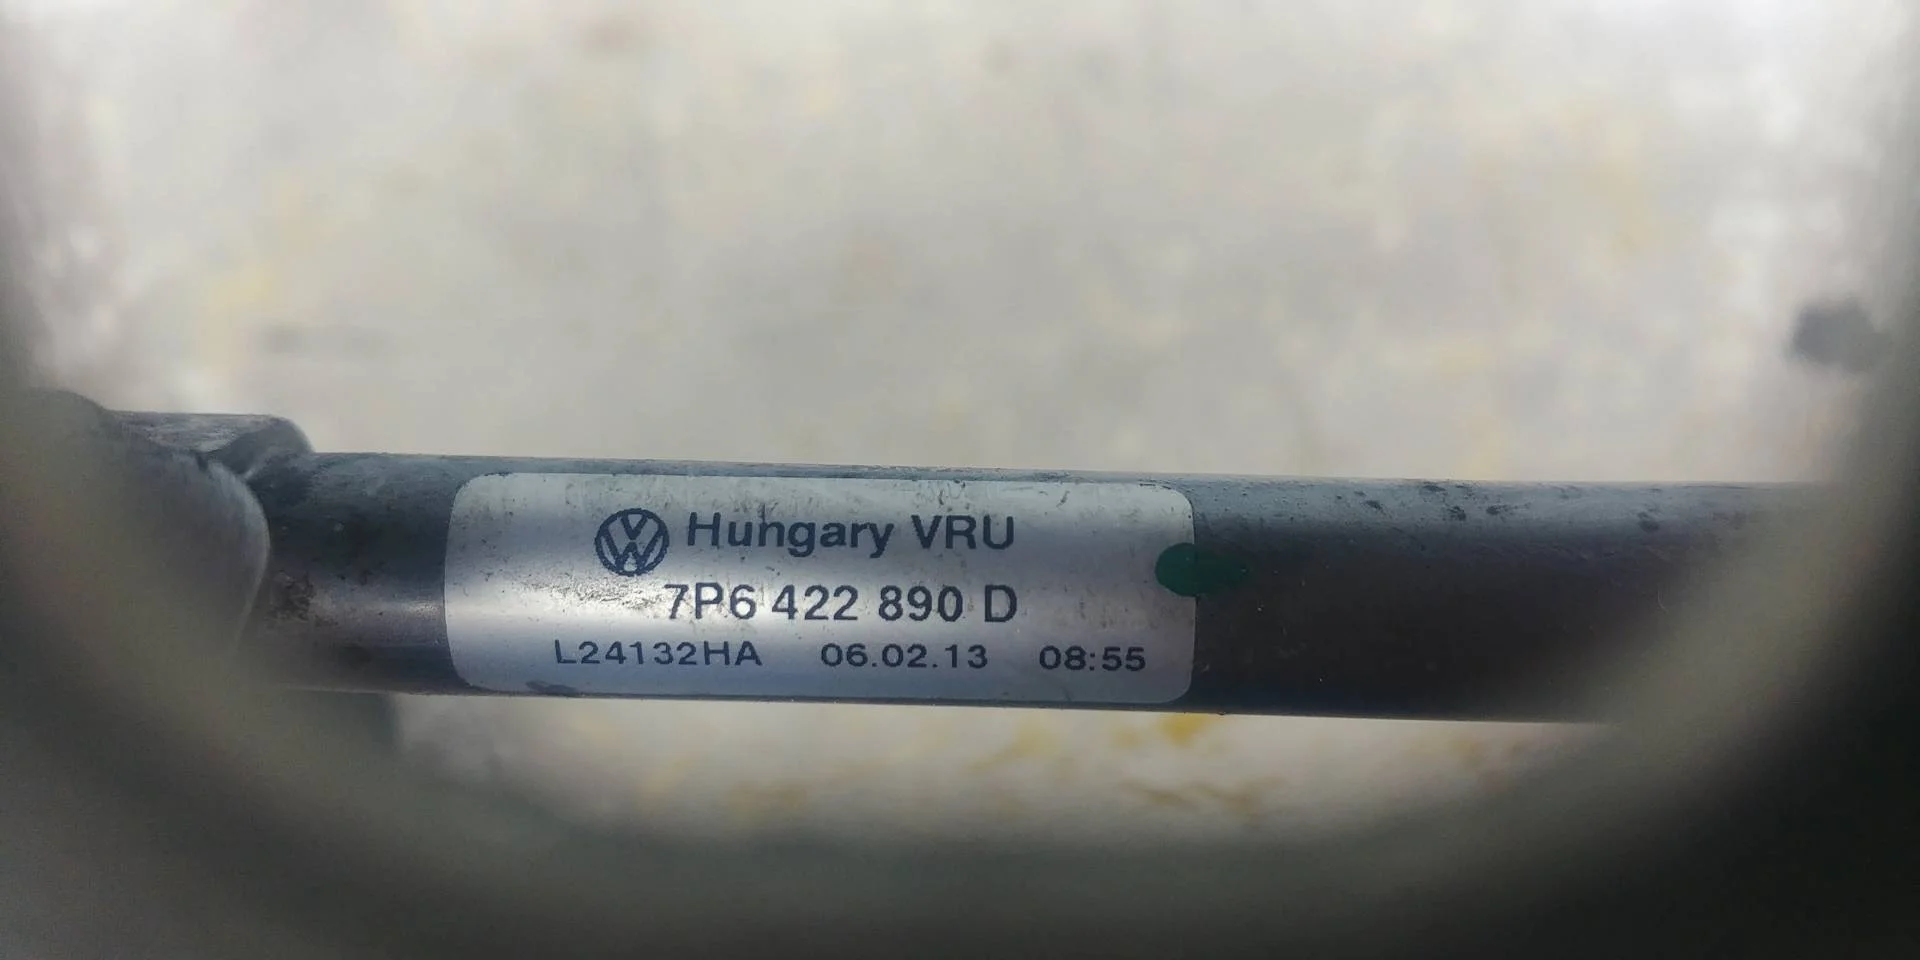 Hungary VRU
7P6 422 890 D
L24132HA 06.02.13 08:55